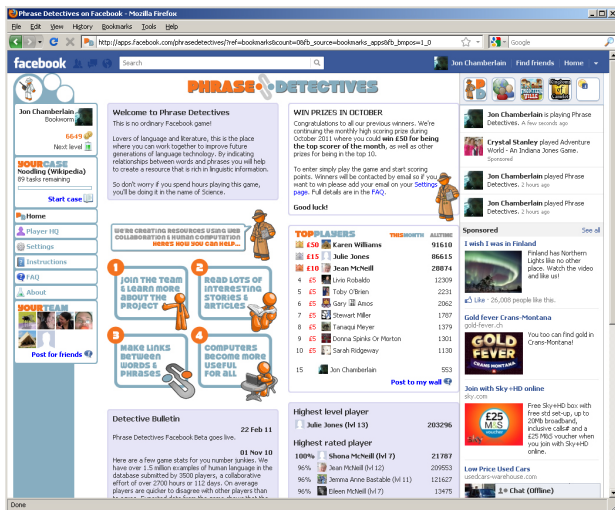 Phrase Detectives on Facebook - Mozilla Firefox
File Edit View History Bookmarks Tools Help
http://apps.facebook.com/phrasedetectives/?ref=bookmarks&count=0&fb_source=bookmarks_apps&fb_bmpos=1_0
Google
facebook
Search
Jon Chamberlain Find friends Home
PHRASE DETECTIVES
Jon Chamberlain
Bookworm
6649
Next level
YOURCASE
Noodling (Wikipedia)
89 tasks remaining
Start case
Home
Player HQ
Settings
Instructions
FAQ
About
YOURTEAM
Post for friends
Welcome to Phrase Detectives
This is no ordinary Facebook game!
Lovers of language and literature, this is the place
where you can work together to improve future
generations of language technology. By indicating
relationships between words and phrases you will help
to create a resource that is rich in linguistic information.
So don't worry if you spend hours playing this game,
you'll be doing it in the name of Science.
WE'RE CREATING RESOURCES USING WEB
COLLABORATION & HUMAN COMPUTATION
HERE'S HOW YOU CAN HELP...
1
JOIN THE TEAM
& LEARN MORE
ABOUT THE
PROJECT
2
READ LOTS OF
INTERESTING
STORIES &
ARTICLES
3
MAKE LINKS
BETWEEN
WORDS &
PHRASES
4
COMPUTERS
BECOME MORE
USEFUL
FOR ALL
Detective Bulletin
22 Feb 11
Phrase Detectives Facebook Beta goes live.
01 Nov 10
Here are a few game stats for you number junkies. We
have over 1.5 million examples of human language in the
database submitted by 3500 players, a collaborative
effort of over 2700 hours or 112 days. On average
players are quicker to disagree with other players than
WIN PRIZES IN OCTOBER
Congratulations to all our previous winners. We're
continuing the monthly high scoring prize during
October 2011 where you could win £50 for being
the top scorer of the month, as well as other
prizes for being in the top 10.
To enter simply play the game and start scoring
points. Winners will be contacted by email so if you
want to win please add your email on your Settings
page. Full details are in the FAQ.
Good luck!
TOPPLAYERS THISMONTH ALLTIME
£50 Karen Williams 91610
£15 Julie Jones 86615
£10 Jean McNeill 28874
4 £5 Livio Robaldo 12309
5 £5 Toby O'Brian 2231
6 £5 Gary Amos 2062
7 £5 Stewart Miller 1787
8 £5 Tanaqui Meyer 1379
9 £5 Donna Spinks Or Morton 1301
10 £5 Sarah Ridgeway 1130
15 Jon Chamberlain 553
Post to my wall
Highest level player
Julie Jones (lvl 13) 203296
Highest rated player
100% Shona McNeill (lvl 7) 21787
96% Jean McNeill (lvl 12) 209553
96% Jemma Anne Bastable (lvl 11) 121627
96% Eileen McNeill (lvl 7) 13475
Jon Chamberlain is playing Phrase
Detectives. A few seconds ago
Crystal Stanley played Adventure
World - An Indiana Jones Game.
Sponsored
Jon Chamberlain played Phrase
Detectives. 2 hours ago
Jon Chamberlain played Phrase
Detectives. 2 hours ago
Sponsored See all
I wish I was in Finland
Finland has Northern
Lights like no other
place. Watch the video
and like us!
Like · 26,008 people like this.
Gold fever Crans-Montana
gold-fever.ch
GOLD
FEVER
CRANS MONTANA
You too can find gold in
Crans-Montana!
Join with Sky+HD online
sky.com
£25
M&S
voucher
Free Sky+HD box with
free std set-up, up to
20Mb broadband,
inclusive calls# and a
£25 M&S voucher when
you join with Sky+HD
online.
Low Price Used Cars
usedcars-warehouse.com
Chat (Offline)
Done